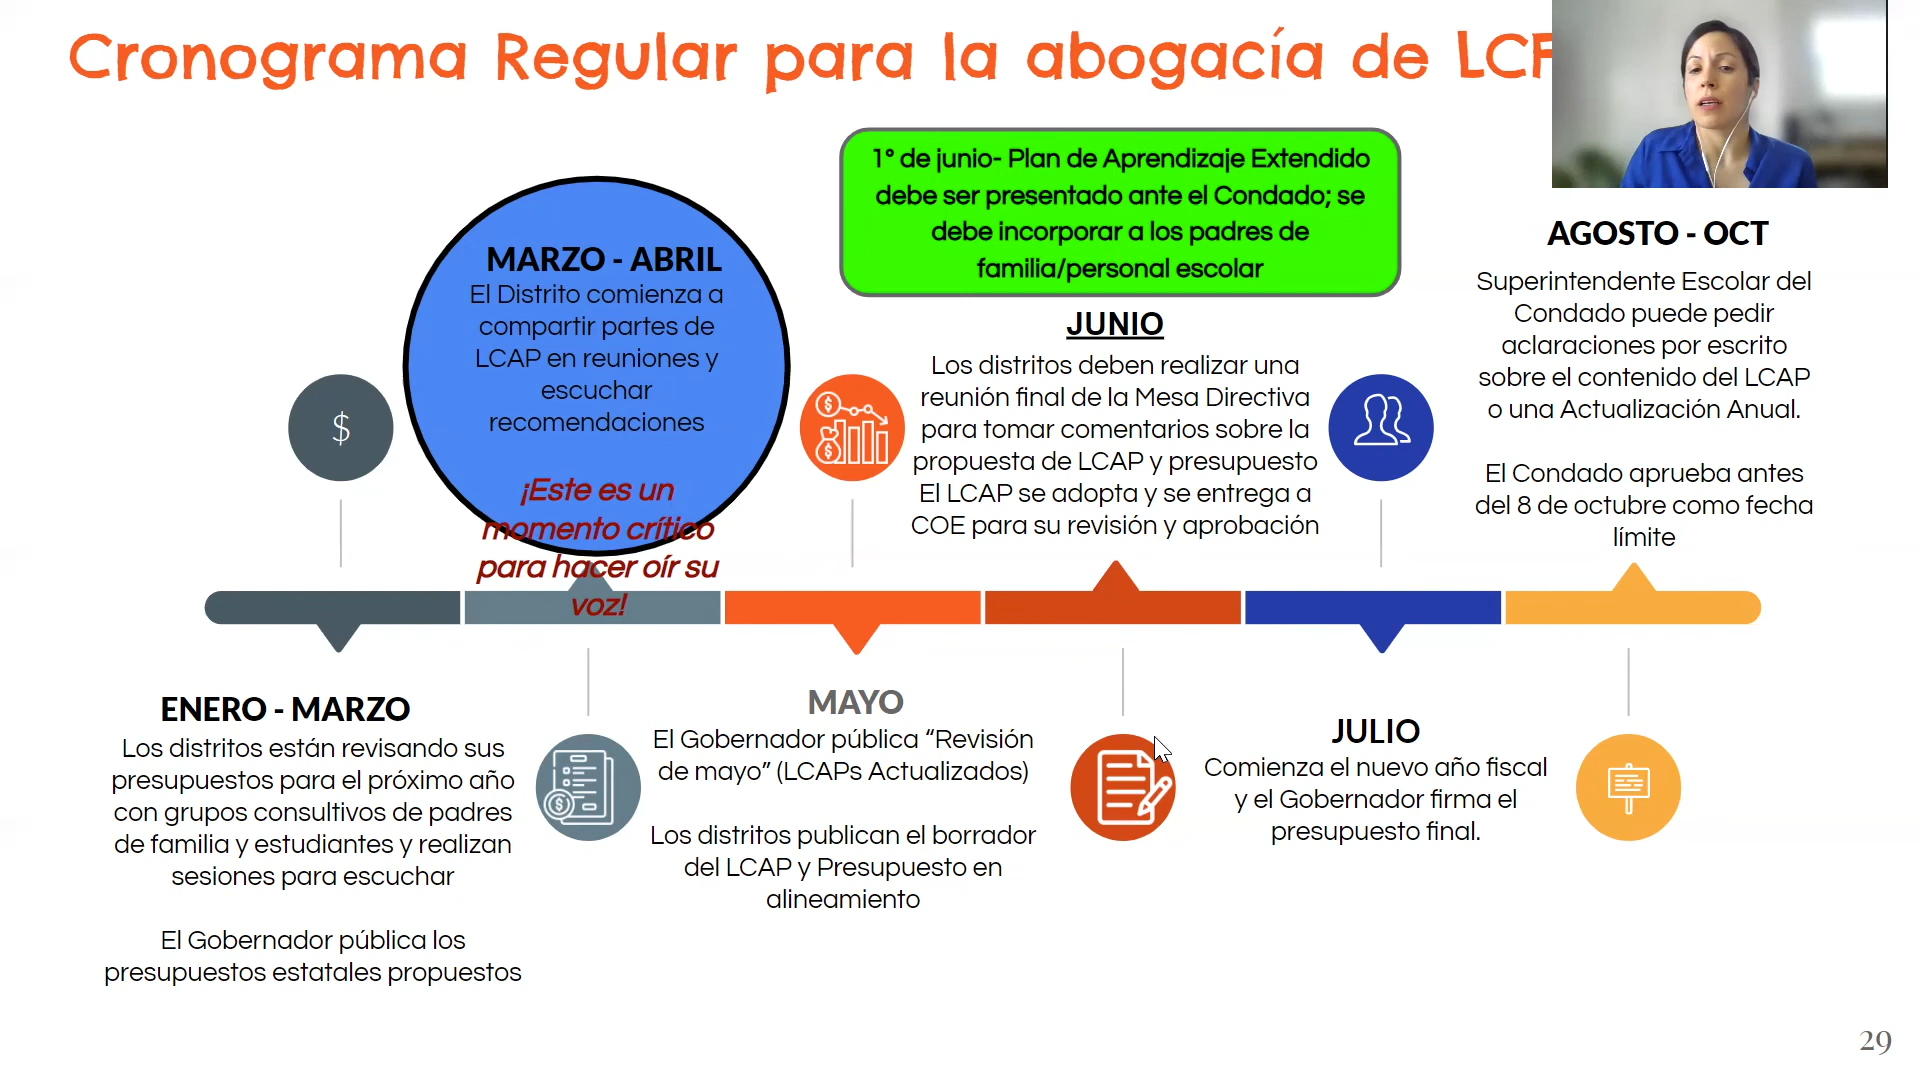 Cronograma Regular para la abogacía de LCF
1° de junio- Plan de Aprendizaje Extendido
debe ser presentado ante el Condado; se
debe incorporar a los padres de
familia/personal escolar
MARZO - ABRIL
El Distrito comienza a
compartir partes de
LCAP en reuniones y
escuchar
recomendaciones
¡Este es un
momento crítico
para hacer oír su
voz!
JUNIO
Los distritos deben realizar una
reunión final de la Mesa Directiva
para tomar comentarios sobre la
propuesta de LCAP y presupuesto
El LCAP se adopta y se entrega a
COE para su revisión y aprobación
AGOSTO - OCT
Superintendente Escolar del
Condado puede pedir
aclaraciones por escrito
sobre el contenido del LCAP
o una Actualización Anual.
El Condado aprueba antes
del 8 de octubre como fecha
límite
$
ENERO - MARZO
Los distritos están revisando sus
presupuestos para el próximo año
con grupos consultivos de padres
de familia y estudiantes y realizan
sesiones para escuchar
El Gobernador pública los
presupuestos estatales propuestos
MAYO
El Gobernador pública “Revisión
de mayo” (LCAPs Actualizados)
Los distritos publican el borrador
del LCAP y Presupuesto en
alineamiento
JULIO
Comienza el nuevo año fiscal
y el Gobernador firma el
presupuesto final.
29